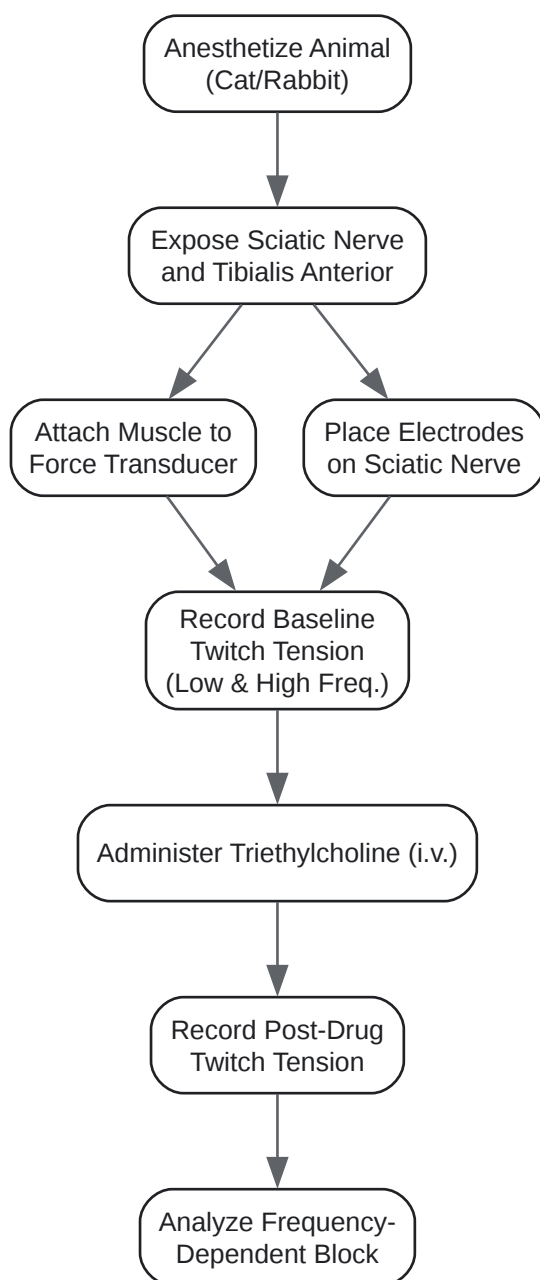 Anesthetize Animal
(Cat/Rabbit)
Expose Sciatic Nerve
and Tibialis Anterior
Attach Muscle to
Force Transducer
Place Electrodes
on Sciatic Nerve
Record Baseline
Twitch Tension
(Low & High Freq.)
Administer Triethylcholine (i.v.)
Record Post-Drug
Twitch Tension
Analyze Frequency-
Dependent Block